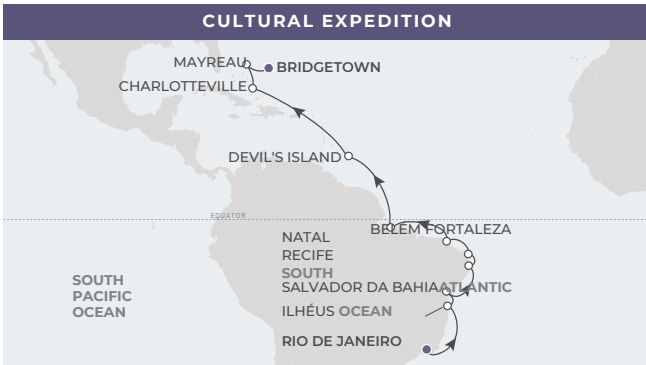 CULTURAL EXPEDITION
MAYREAU
BRIDGETOWN
CHARLOTTEVILLE
DEVIL'S ISLAND
EQUATOR
BELÉM FORTALEZA
NATAL
RECIFE
SOUTH
SALVADOR DA BAHIA ATLANTIC
ILHÉUS OCEAN
SOUTH
PACIFIC
OCEAN
RIO DE JANEIRO